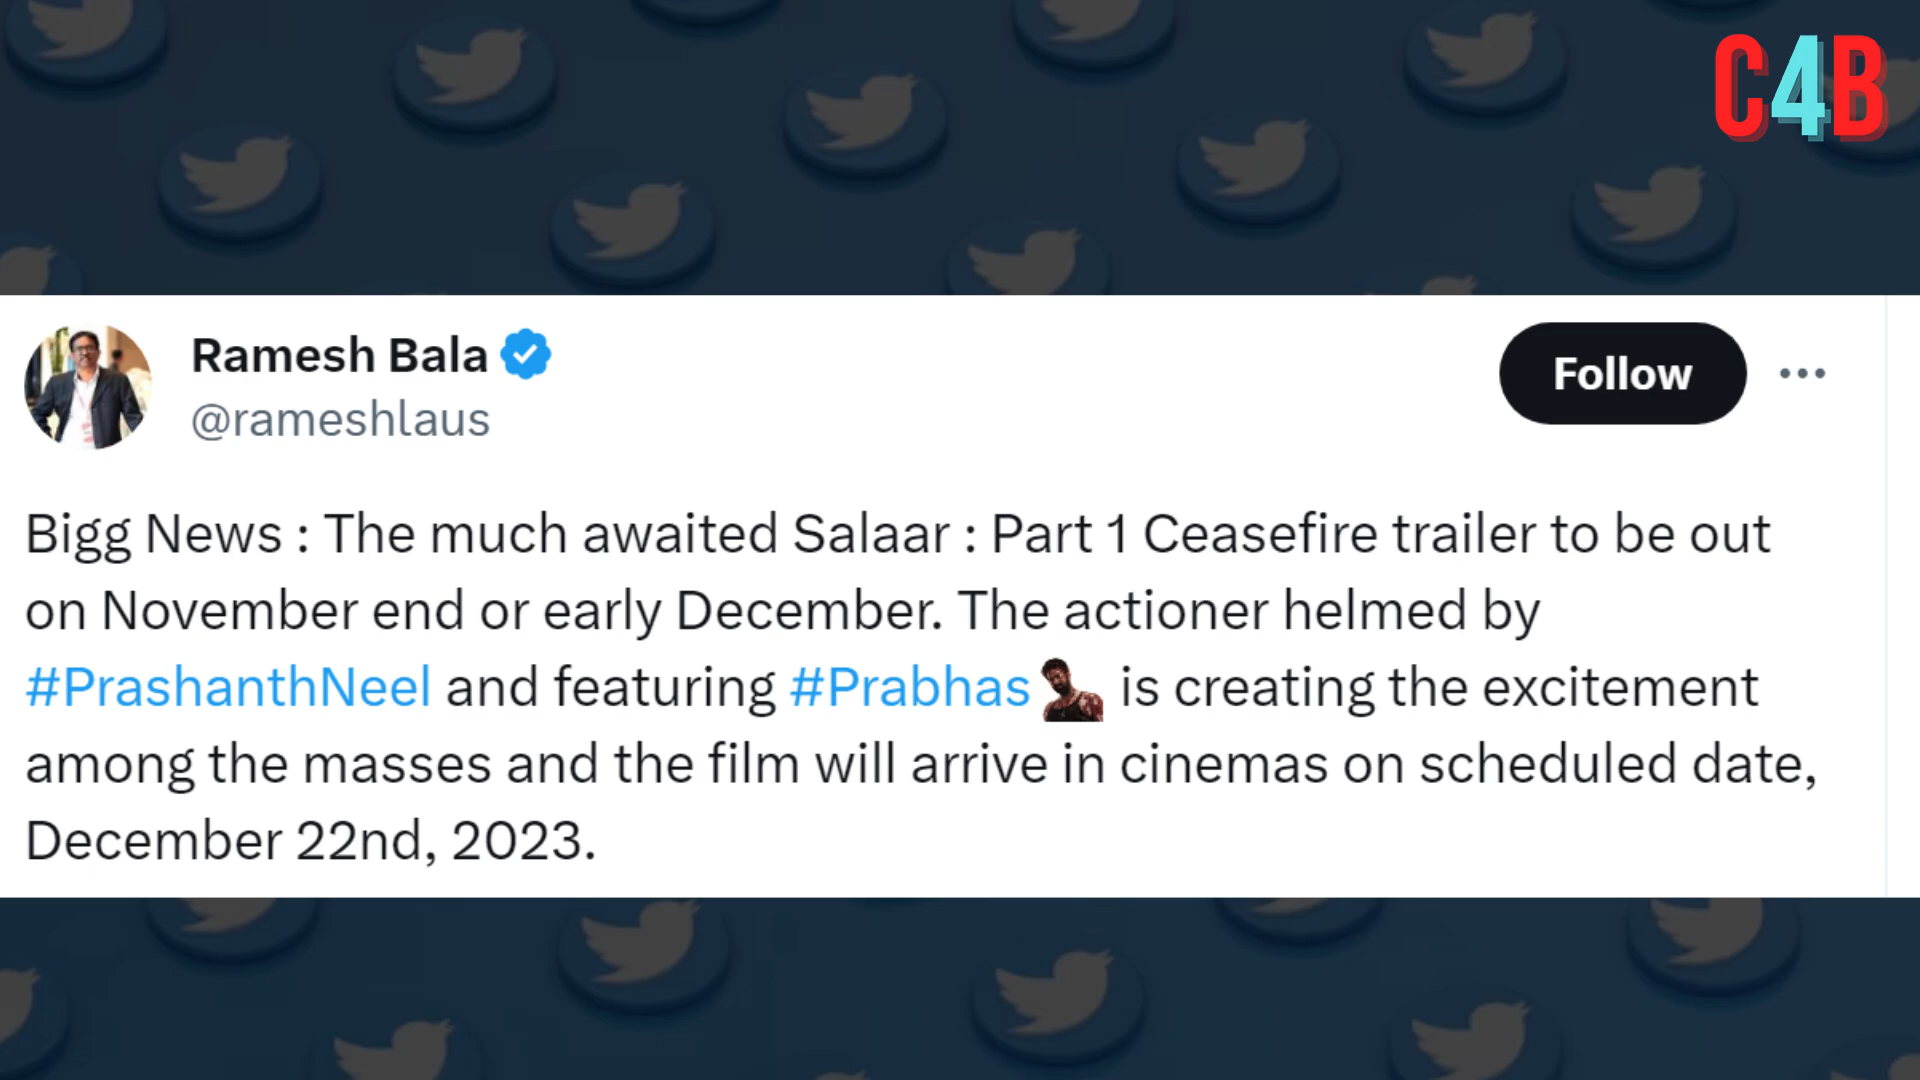 C4B
Ramesh Bala
@rameshlaus
Follow
Bigg News : The much awaited Salaar : Part 1 Ceasefire trailer to be out
on November end or early December. The actioner helmed by
#PrashanthNeel and featuring #Prabhas is creating the excitement
among the masses and the film will arrive in cinemas on scheduled date,
December 22nd, 2023.